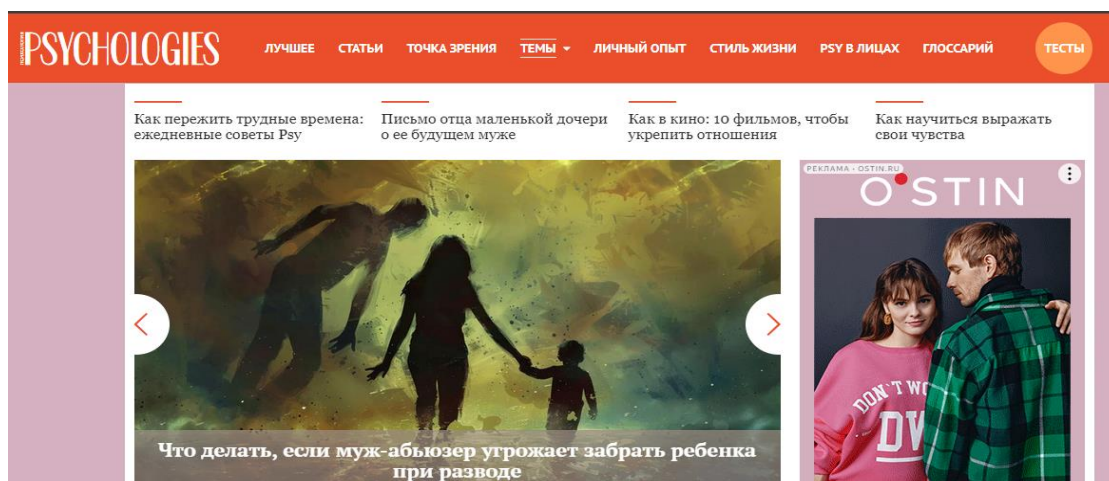 PSYCHOLOGIES
ЛУЧШЕЕ СТАТЬИ ТОЧКА ЗРЕНИЯ ТЕМЫ ЛИЧНЫЙ ОПЫТ СТИЛЬ ЖИЗНИ PSY В ЛИЦАХ ГЛОССАРИЙ ТЕСТЫ
Как пережить трудные времена:
ежедневные советы Psy
Письмо отца маленькой дочери
о ее будущем муже
Как в кино: 10 фильмов, чтобы
укрепить отношения
Как научиться выражать
свои чувства
Что делать, если муж-абьюзер угрожает забрать ребенка
при разводе
РЕКЛАМА • OSTIN.RU
O'STIN
DON'T